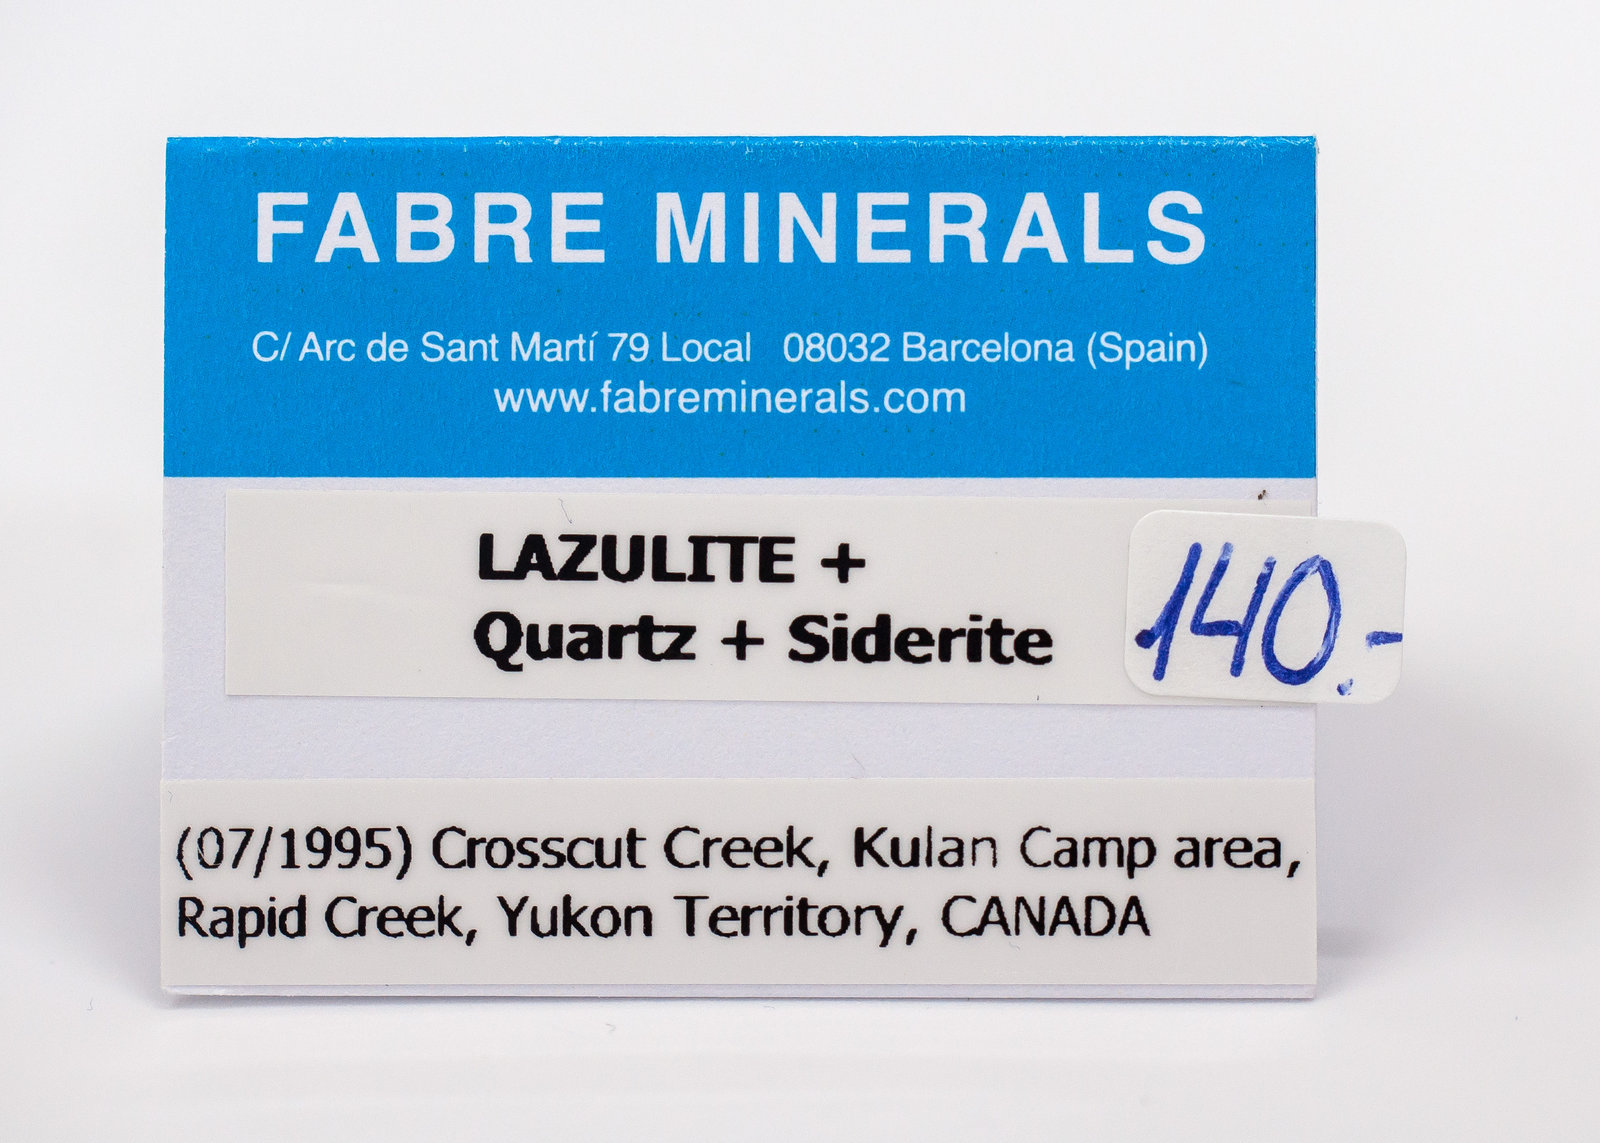 FABRE MINERALS
C/ Arc de Sant Martí 79 Local 08032 Barcelona (Spain)
www.fabreminerals.com
LAZULITE +
Quartz + Siderite
140.-
(07/1995) Crosscut Creek, Kulan Camp area,
Rapid Creek, Yukon Territory, CANADA